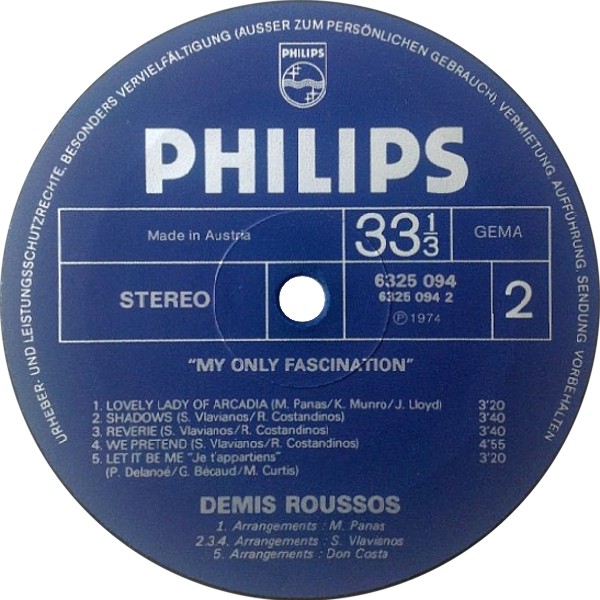 URHEBER- UND LEISTUNGSSCHUTZRECHTE, BESONDERS VERVIELFÄLTIGUNG (AUSSER ZUM PERSÖNLICHEN GEBRAUCH), VERMIETUNG, AUFFÜHRUNG, SENDUNG VORBEHALTEN
PHILIPS
PHILIPS
Made in Austria
33 1/3
GEMA
STEREO
6325 094
6325 094 2
Ⓟ 1974
2
"MY ONLY FASCINATION"
1. LOVELY LADY OF ARCADIA (M. Panas/K. Munro/J. Lloyd) 3'20
2. SHADOWS (S. Vlavianos/R. Costandinos) 3'40
3. REVERIE (S. Vlavianos/R. Costandinos) 3'40
4. WE PRETEND (S. Vlavianos/R. Costandinos) 4'55
5. LET IT BE ME "Je t'appartiens" 3'20
(P. Delanoé/G. Bécaud/M. Curtis)
DEMIS ROUSSOS
1. Arrangements : M. Panas
2.3.4. Arrangements : S. Vlavianos
5. Arrangements : Don Costa